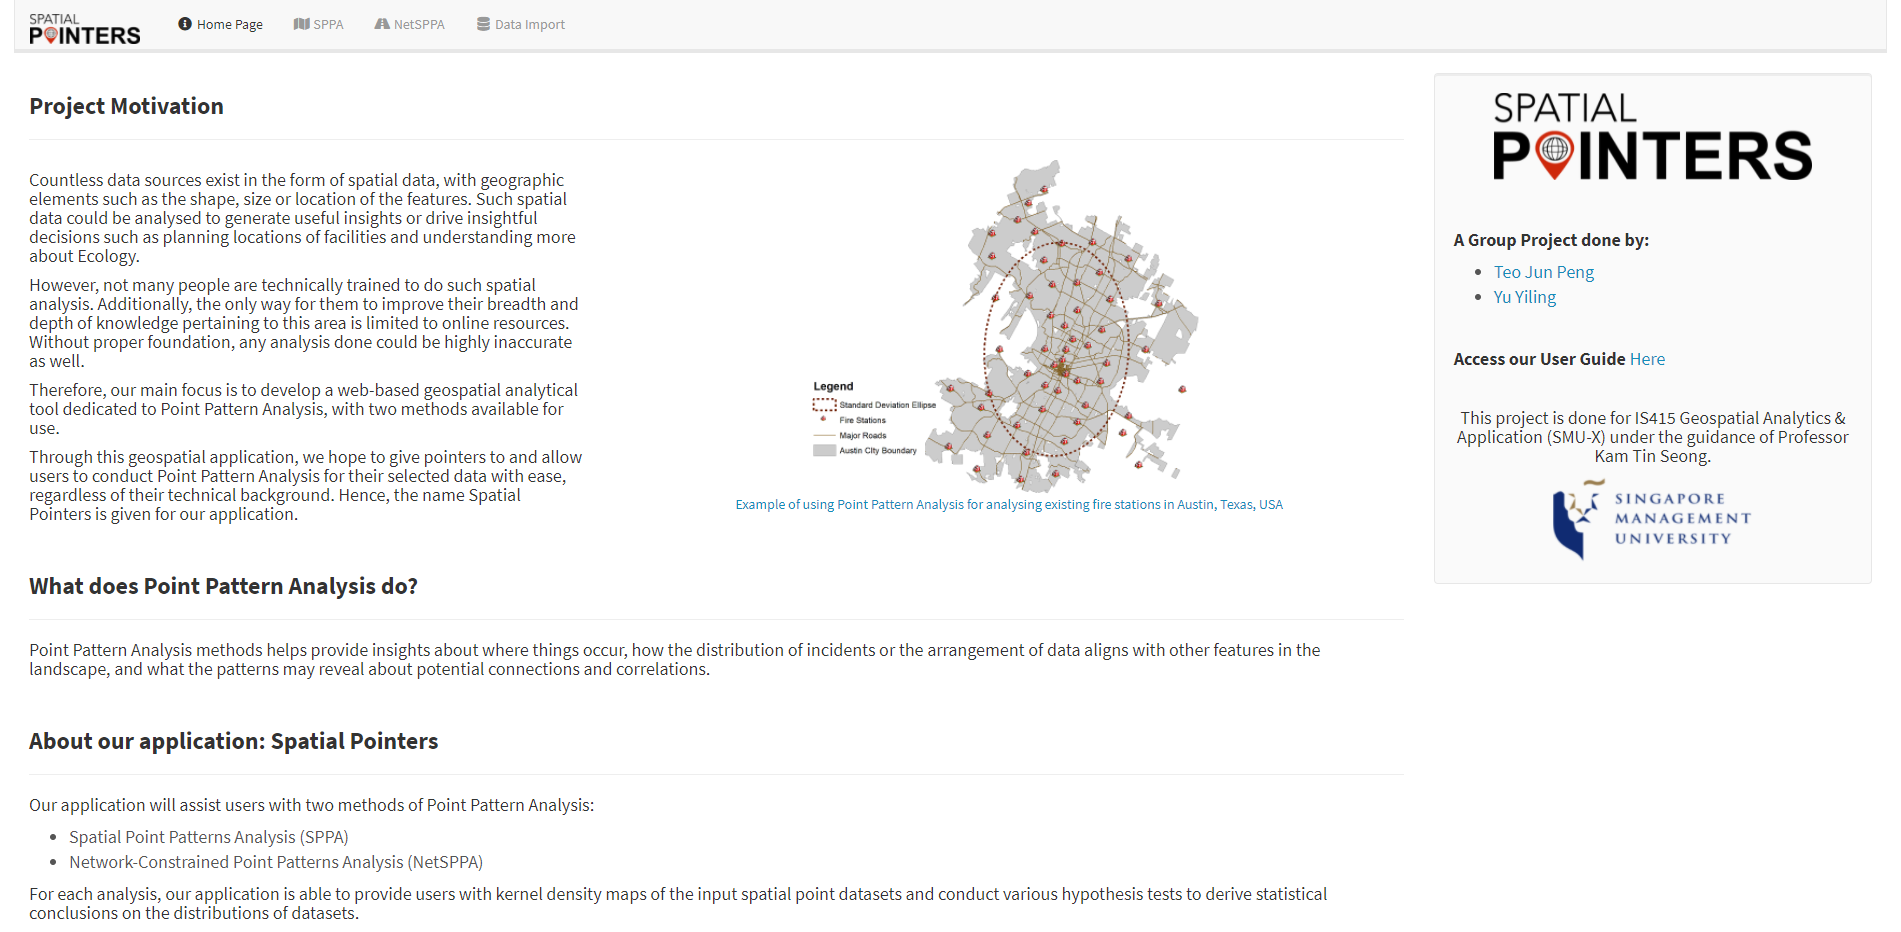 SPATIAL
POINTERS
Home Page
SPPA
NetSPPA
Data Import
Project Motivation
Countless data sources exist in the form of spatial data, with geographic
elements such as the shape, size or location of the features. Such spatial
data could be analysed to generate useful insights or drive insightful
decisions such as planning locations of facilities and understanding more
about Ecology.
However, not many people are technically trained to do such spatial
analysis. Additionally, the only way for them to improve their breadth and
depth of knowledge pertaining to this area is limited to online resources.
Without proper foundation, any analysis done could be highly inaccurate
as well.
Therefore, our main focus is to develop a web-based geospatial analytical
tool dedicated to Point Pattern Analysis, with two methods available for
use.
Through this geospatial application, we hope to give pointers to and allow
users to conduct Point Pattern Analysis for their selected data with ease,
regardless of their technical background. Hence, the name Spatial
Pointers is given for our application.
Legend
Standard Deviation Ellipse
Fire Stations
Major Roads
Austin City Boundary
Example of using Point Pattern Analysis for analysing existing fire stations in Austin, Texas, USA
What does Point Pattern Analysis do?
Point Pattern Analysis methods helps provide insights about where things occur, how the distribution of incidents or the arrangement of data aligns with other features in the
landscape, and what the patterns may reveal about potential connections and correlations.
About our application: Spatial Pointers
Our application will assist users with two methods of Point Pattern Analysis:
• Spatial Point Patterns Analysis (SPPA)
• Network-Constrained Point Patterns Analysis (NetSPPA)
For each analysis, our application is able to provide users with kernel density maps of the input spatial point datasets and conduct various hypothesis tests to derive statistical
conclusions on the distributions of datasets.
SPATIAL
POINTERS
A Group Project done by:
• Teo Jun Peng
• Yu Yiling
Access our User Guide Here
This project is done for IS415 Geospatial Analytics &
Application (SMU-X) under the guidance of Professor
Kam Tin Seong.
SINGAPORE
MANAGEMENT
UNIVERSITY